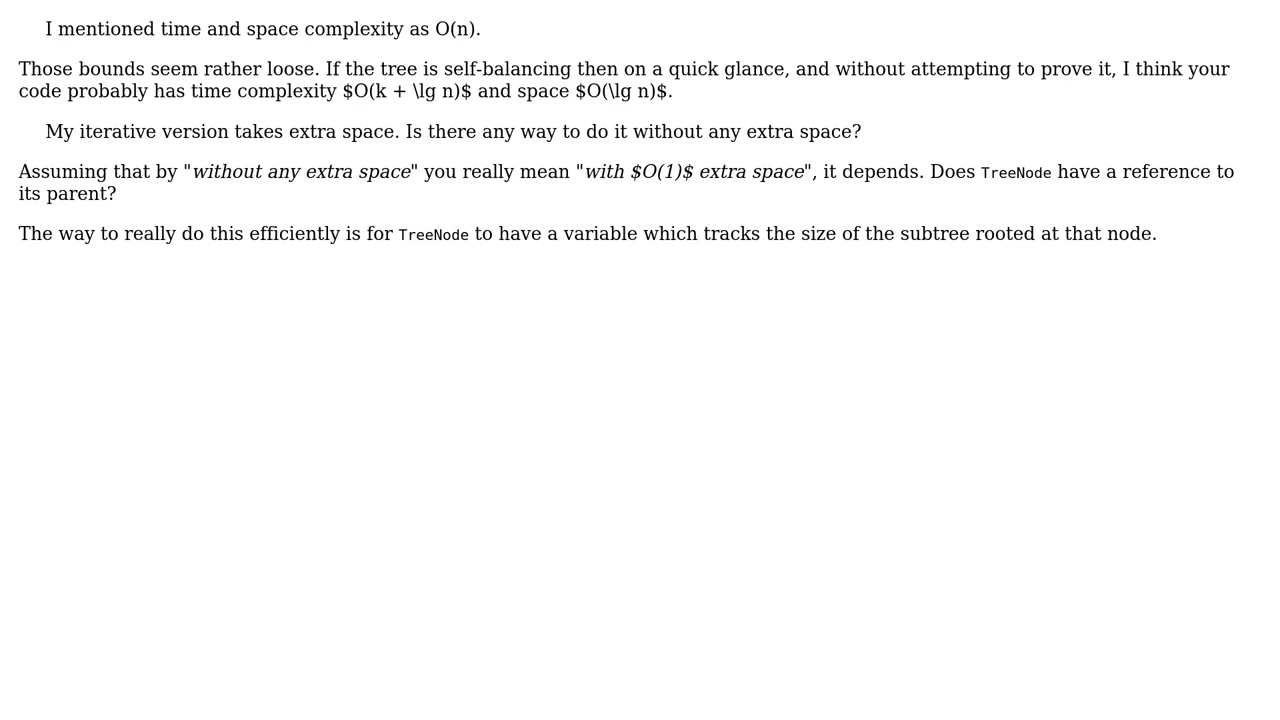 I mentioned time and space complexity as O(n).
Those bounds seem rather loose. If the tree is self-balancing then on a quick glance, and without attempting to prove it, I think your
code probably has time complexity $O(k + \lg n)$ and space $O(\lg n)$.
My iterative version takes extra space. Is there any way to do it without any extra space?
Assuming that by "without any extra space" you really mean "with $O(1)$ extra space", it depends. Does TreeNode have a reference to
its parent?
The way to really do this efficiently is for TreeNode to have a variable which tracks the size of the subtree rooted at that node.